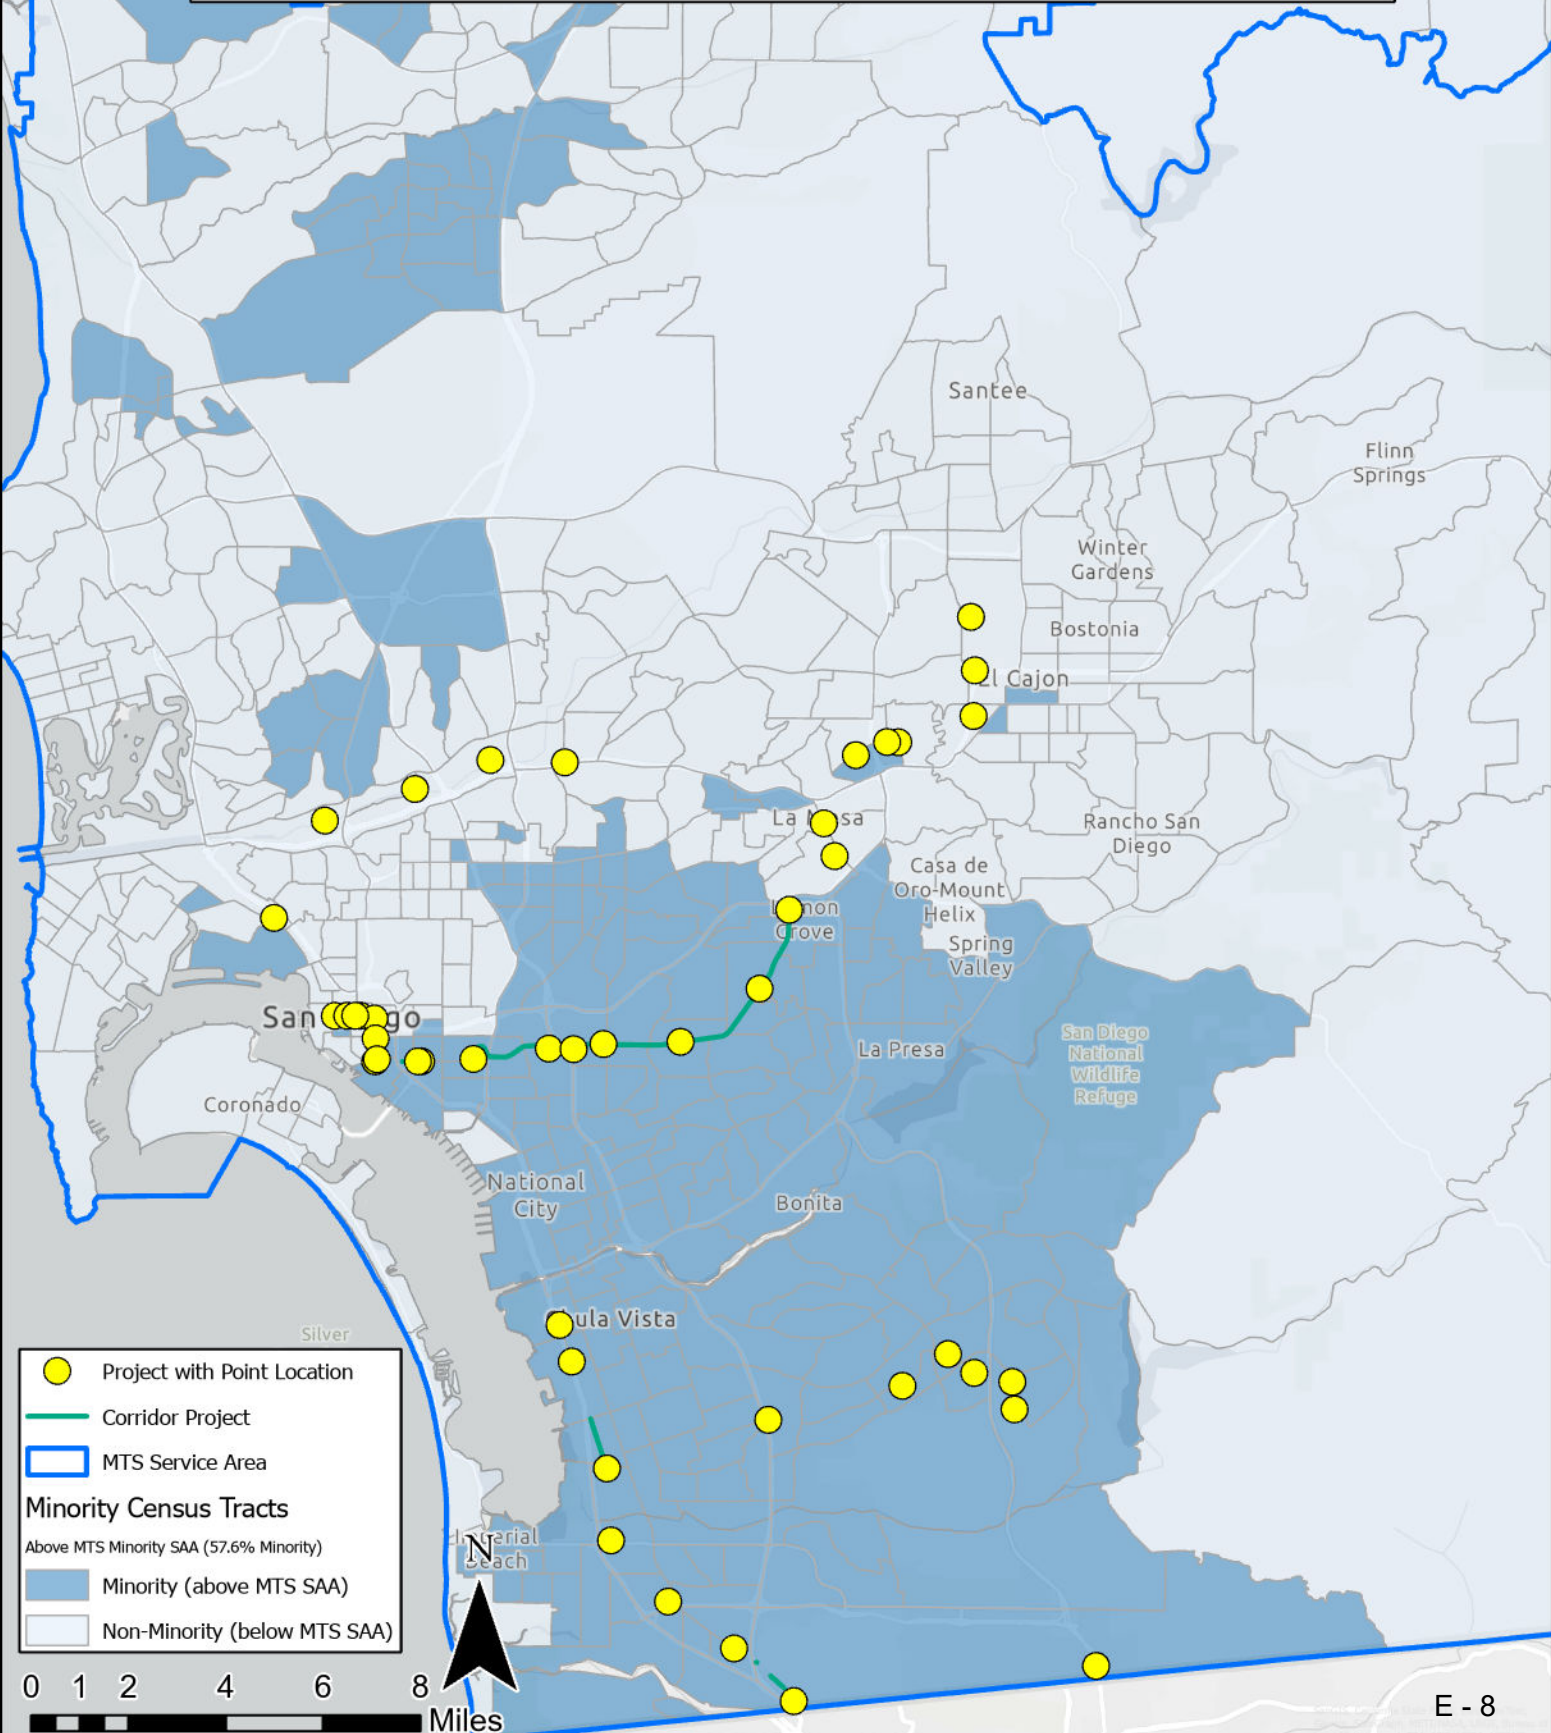 Santee
Flinn
Springs
Winter
Gardens
Bostonia
El Cajon
La Mesa
Rancho San
Diego
Casa de
Oro-Mount
Helix
Lemon
Grove
Spring
Valley
San Diego
San Diego
National
Wildlife
Refuge
La Presa
Coronado
National
City
Bonita
Chula Vista
Silver
Imperial
Beach
N
Project with Point Location
Corridor Project
MTS Service Area
Minority Census Tracts
Above MTS Minority SAA (57.6% Minority)
Minority (above MTS SAA)
Non-Minority (below MTS SAA)
0 1 2 4 6 8
Miles
E - 8